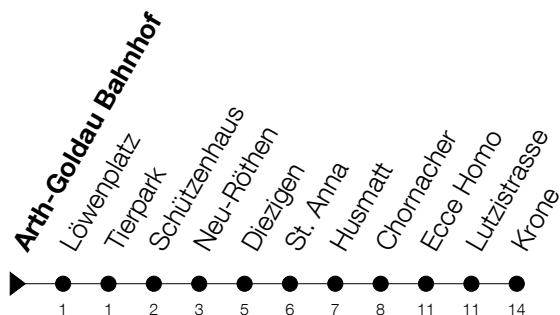 Arth-Goldau Bahnhof
Löwenplatz
Tierpark
Schützenhaus
Neu-Röthen
Diezigen
St. Anna
Husmatt
Chornacher
Ecce Homo
Lutzistrasse
Krone
1 1 2 3 5 6 7 8 11 11 14